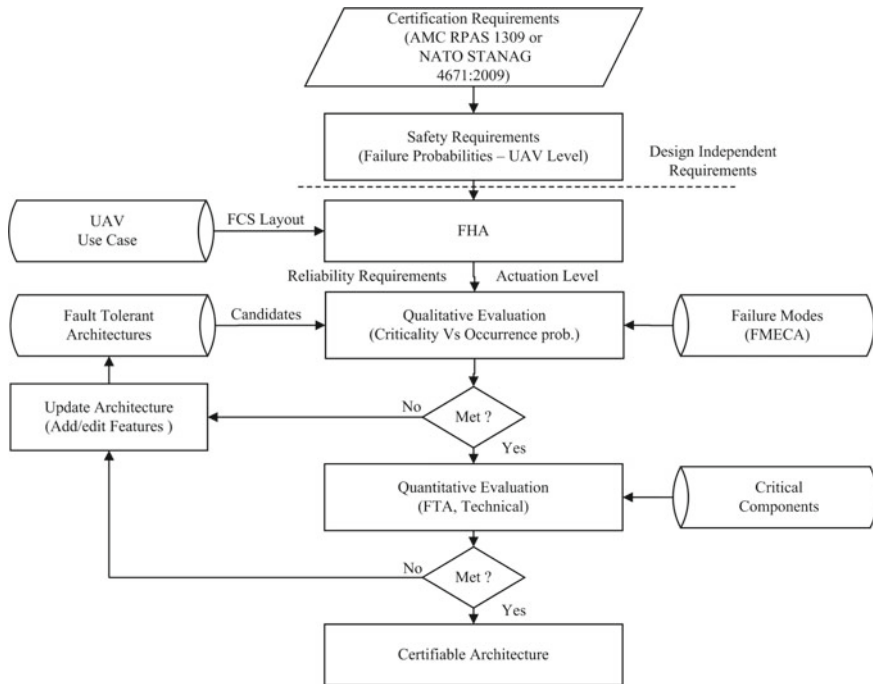 Certification Requirements
(AMC RPAS 1309 or
NATO STANAG
4671:2009)
Safety Requirements
(Failure Probabilities – UAV Level)
Design Independent
Requirements
UAV
Use Case
FCS Layout
FHA
Reliability Requirements
Actuation Level
Fault Tolerant
Architectures
Candidates
Qualitative Evaluation
(Criticality Vs Occurrence prob.)
Failure Modes
(FMECA)
Update Architecture
(Add/edit Features )
No
Met ?
Yes
Quantitative Evaluation
(FTA, Technical)
Critical
Components
No
Met ?
Yes
Certifiable Architecture